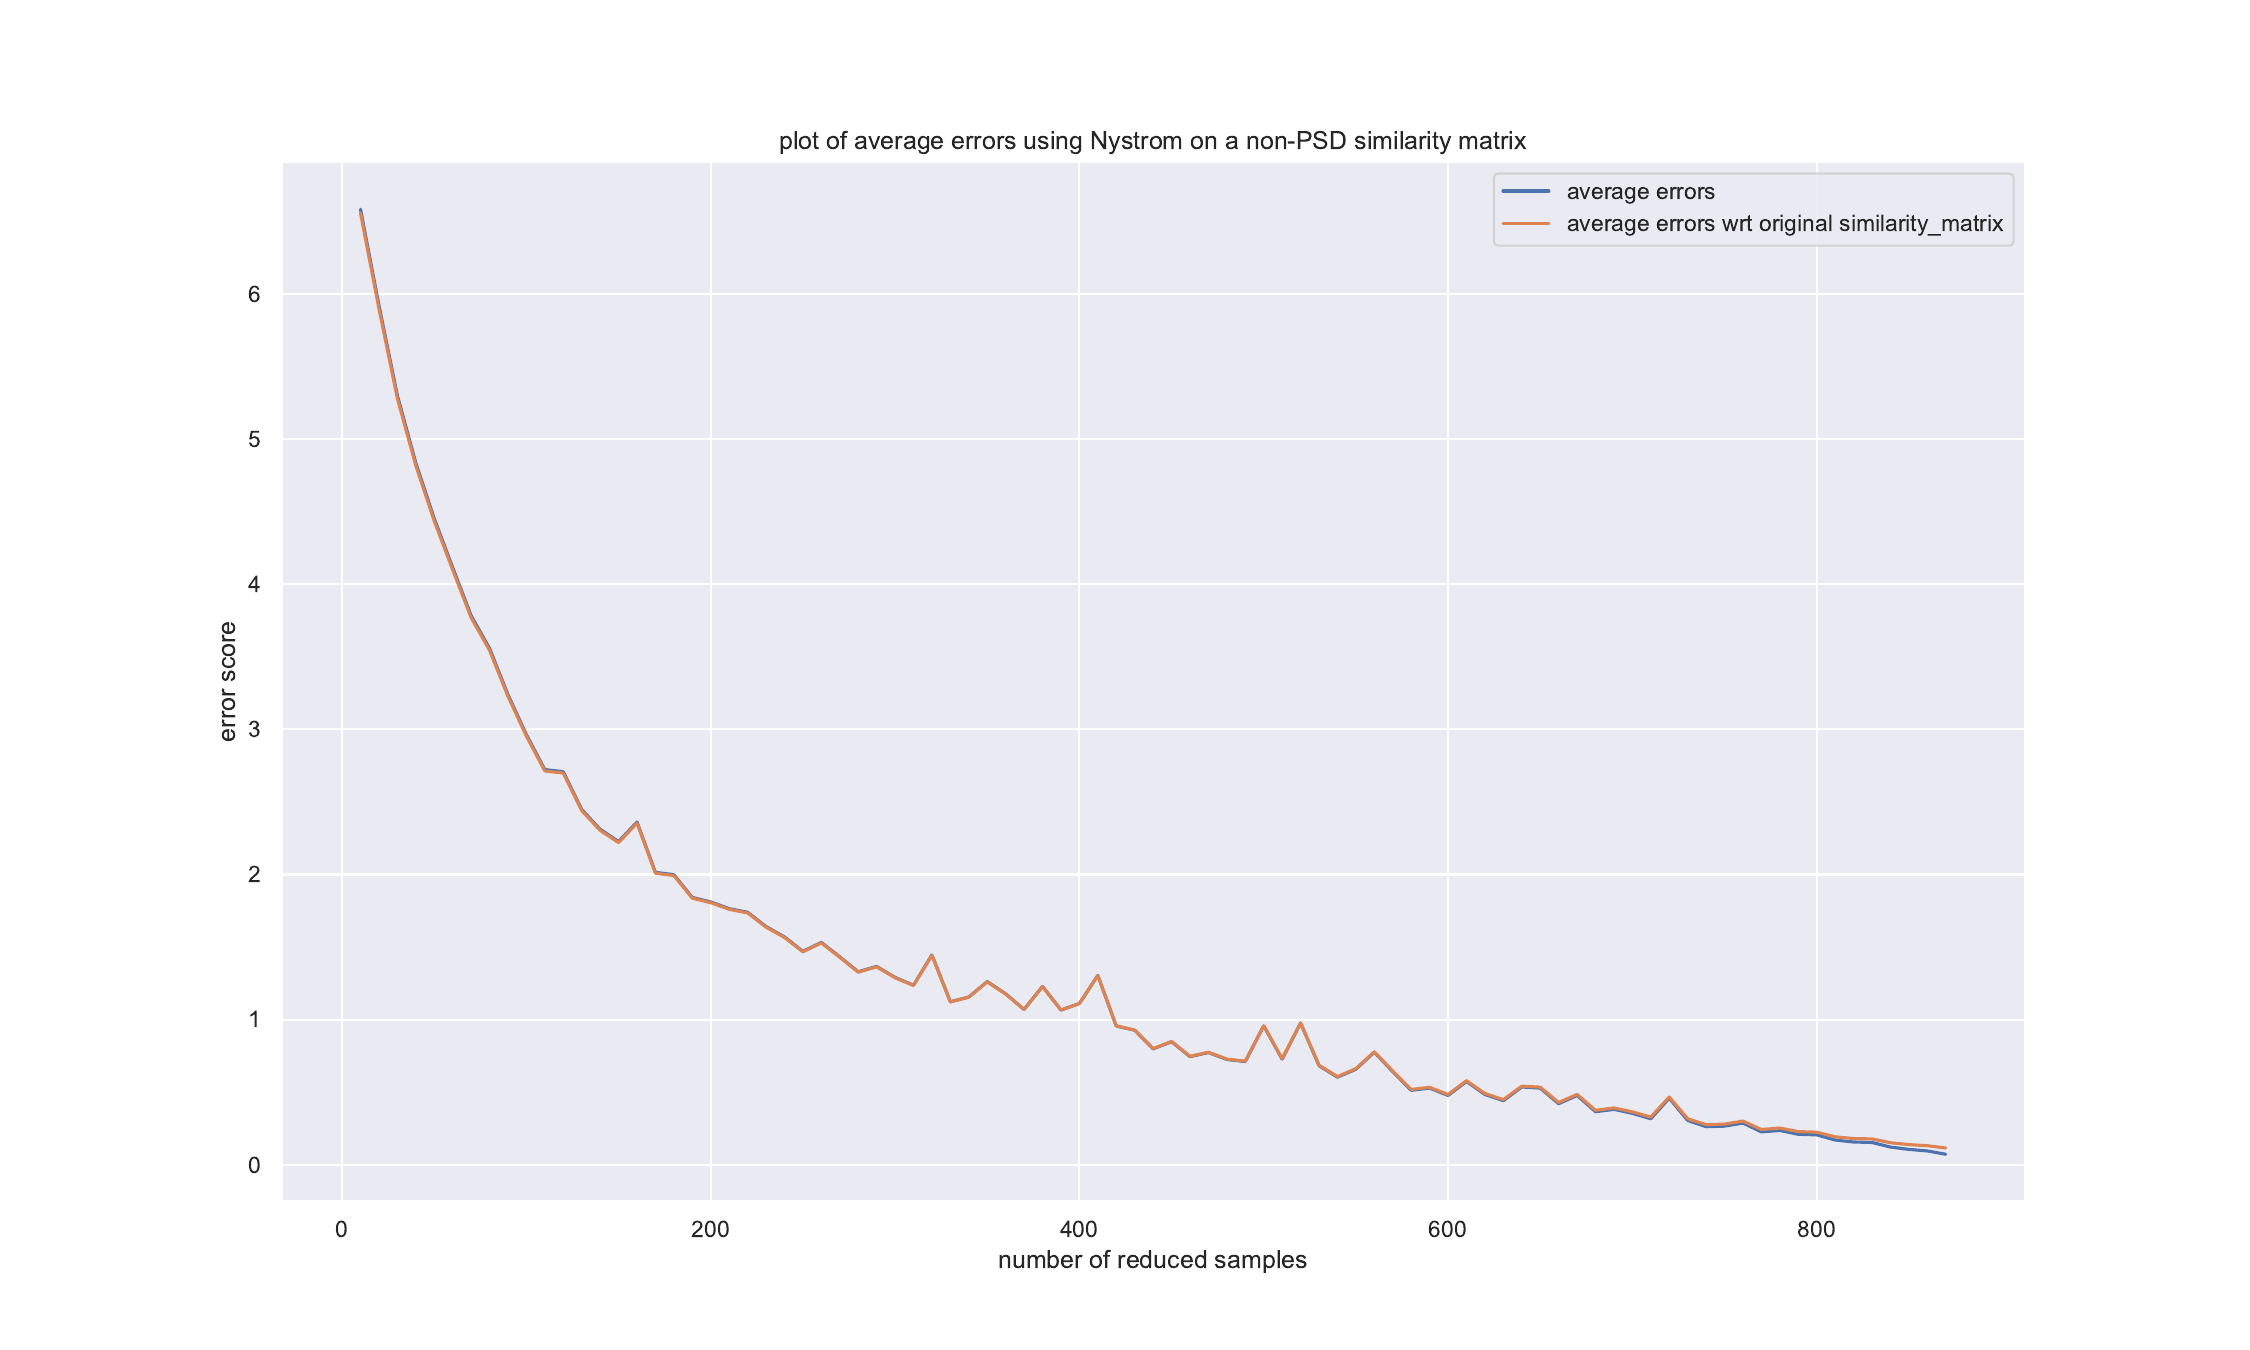 plot of average errors using Nystrom on a non-PSD similarity matrix
average errors
average errors wrt original similarity_matrix
6
5
4
3
2
1
0
error score
0 200 400 600 800
number of reduced samples